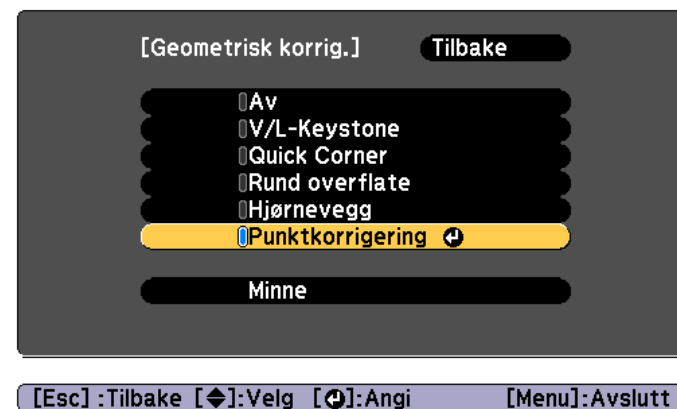 [Geometrisk korrig.] Tilbake
Av
V/L-Keystone
Quick Corner
Rund overflate
Hjørnevegg
Punktkorrigering
Minne
[Esc] :Tilbake [◆]:Velg [⏎]:Angi [Menu]:Avslutt